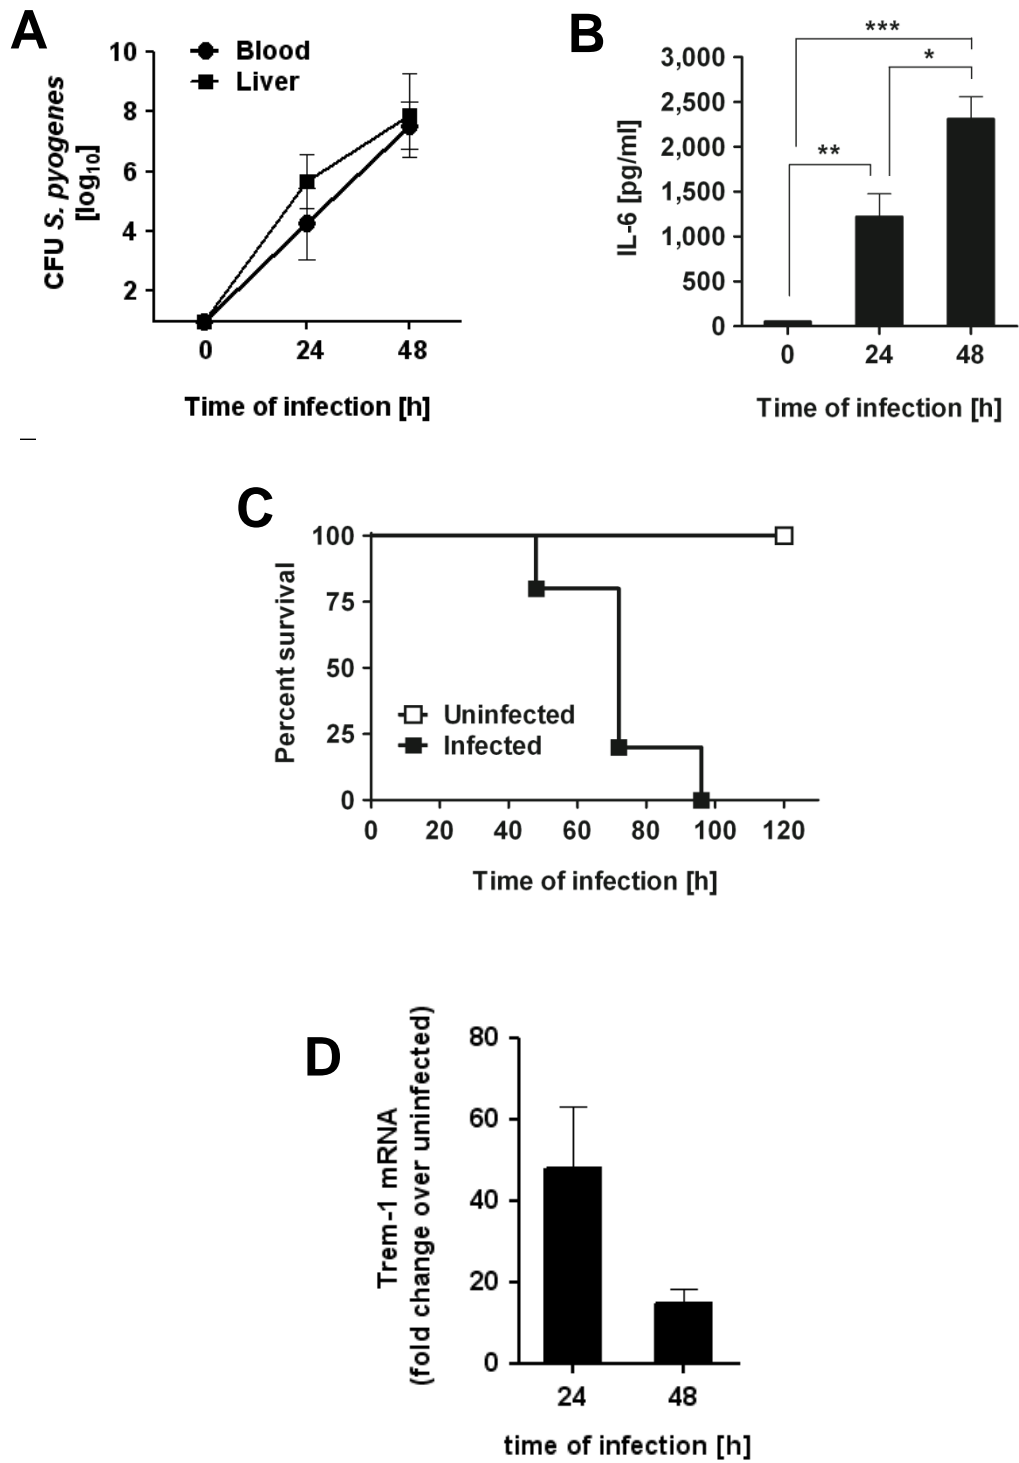 A
10
8
6
4
2
CFU S. pyogenes
[log10]
Blood
Liver
0 24 48
Time of infection [h]
B
3,000
2,500
2,000
1,500
1,000
500
0
IL-6 [pg/ml]
***
*
**
0 24 48
Time of infection [h]
C
100
75
50
25
0
Percent survival
Uninfected
Infected
0 20 40 60 80 100 120
Time of infection [h]
D
80
60
40
20
0
Trem-1 mRNA
(fold change over uninfected)
24 48
time of infection [h]